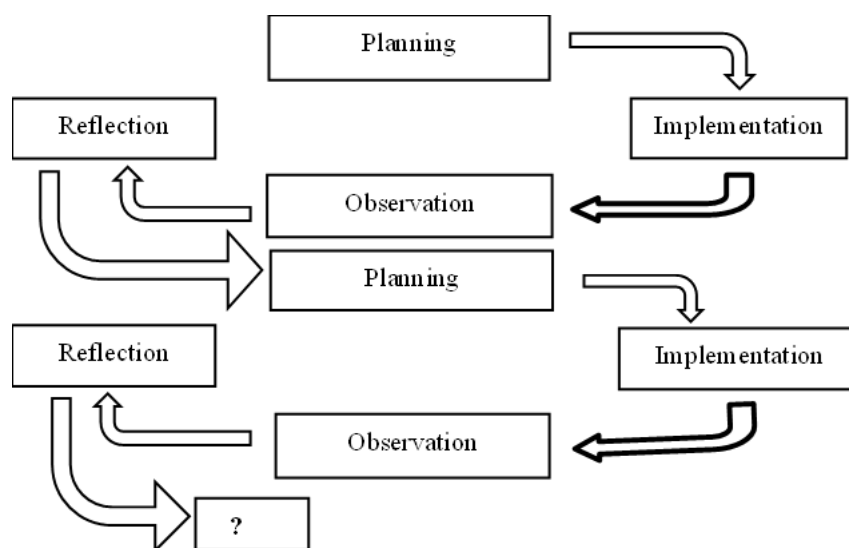 Planning
Reflection
Implementation
Observation
Planning
Reflection
Implementation
Observation
?